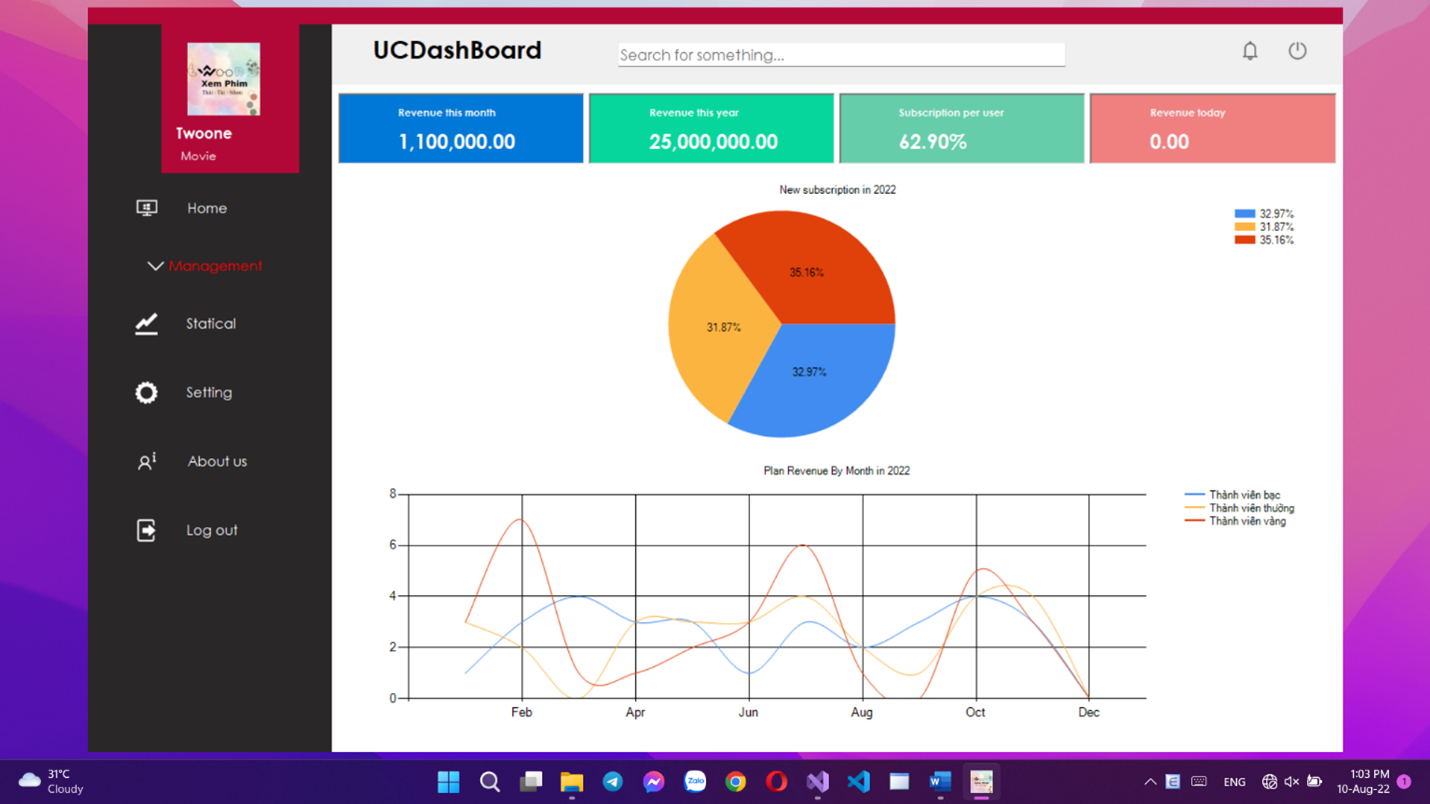 UCDashBoard
Search for something...
Xem Phim
Twoone
Movie
Home
Management
Statical
Setting
About us
Log out
Revenue this month
1,100,000.00
Revenue this year
25,000,000.00
Subscription per user
62.90%
Revenue today
0.00
New subscription in 2022
35.16%
31.87%
32.97%
32.97%
31.87%
35.16%
Plan Revenue By Month in 2022
8
6
4
2
0
Feb Apr Jun Aug Oct Dec
Thành viên bạc
Thành viên thường
Thành viên vàng
31°C
Cloudy
Zalo
ENG
1:03 PM
10-Aug-22
1